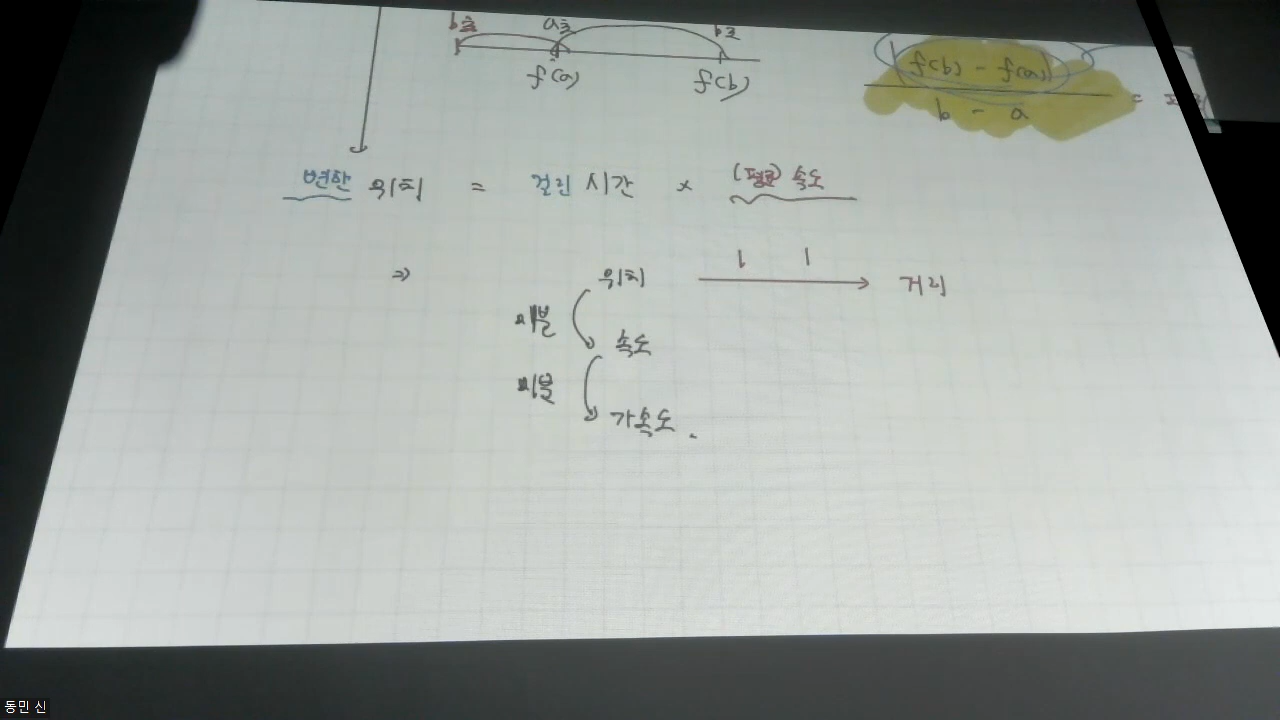 b초 a초 b초
f(a) f(b)
|f(b) - f(a)|
b - a =
변한 위치 = 걸린 시간 × (평균) 속도
⇒ 위치 | | → 거리
미분
속도
미분
가속도.
동민 신